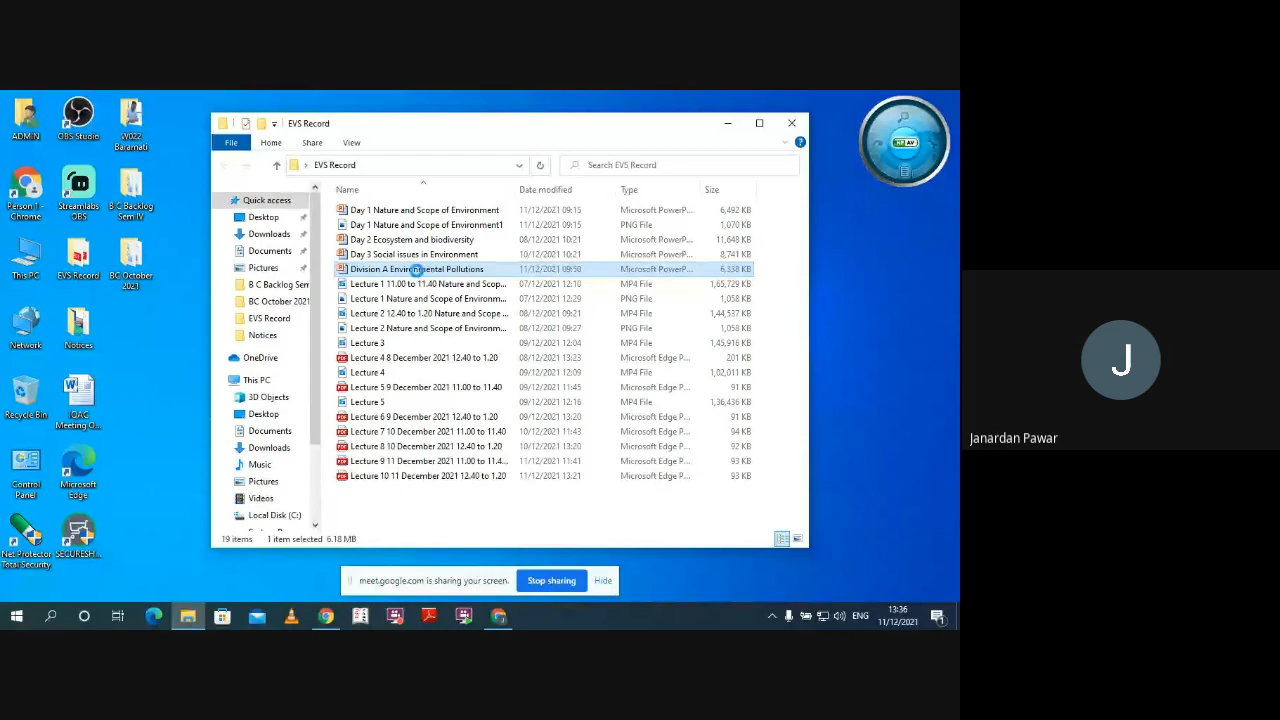 ADMIN
OBS Studio
W022
Baramati
Person 1 -
Chrome
Streamlabs
OBS
B C Backlog
Sem IV
This PC
EVS Record
BC October
2021
Network
Notices
Recycle Bin
IQAC
Meeting O...
Control
Panel
Microsoft
Edge
Net Protector
Total Security
SECURESH...
EVS Record
File Home Share View
EVS Record
Search EVS Record
Quick access
Desktop
Downloads
Documents
Pictures
B C Backlog Sem
BC October 2021
EVS Record
Notices
OneDrive
This PC
3D Objects
Desktop
Documents
Downloads
Music
Pictures
Videos
Local Disk (C:)
Name Date modified Type Size
Day 1 Nature and Scope of Environment 11/12/2021 09:15 Microsoft PowerP... 6,492 KB
Day 1 Nature and Scope of Environment1 11/12/2021 09:15 PNG File 1,070 KB
Day 2 Ecosystem and biodiversity 08/12/2021 10:21 Microsoft PowerP... 11,648 KB
Day 3 Social issues in Environment 10/12/2021 10:21 Microsoft PowerP... 8,741 KB
Division A Environmental Pollutions 11/12/2021 09:50 Microsoft PowerP... 6,338 KB
Lecture 1 11.00 to 11.40 Nature and Scop... 07/12/2021 12:10 MP4 File 1,65,729 KB
Lecture 1 Nature and Scope of Environm... 07/12/2021 12:29 PNG File 1,058 KB
Lecture 2 12.40 to 1.20 Nature and Scope ... 08/12/2021 09:21 MP4 File 1,44,537 KB
Lecture 2 Nature and Scope of Environm... 08/12/2021 09:27 PNG File 1,058 KB
Lecture 3 09/12/2021 12:04 MP4 File 1,45,916 KB
Lecture 4 8 December 2021 12.40 to 1.20 08/12/2021 13:23 Microsoft Edge P... 201 KB
Lecture 4 09/12/2021 12:09 MP4 File 1,02,011 KB
Lecture 5 9 December 2021 11.00 to 11.40 09/12/2021 11:45 Microsoft Edge P... 91 KB
Lecture 5 09/12/2021 12:16 MP4 File 1,36,436 KB
Lecture 6 9 December 2021 12.40 to 1.20 09/12/2021 13:20 Microsoft Edge P... 91 KB
Lecture 7 10 December 2021 11.00 to 11.40 10/12/2021 11:43 Microsoft Edge P... 94 KB
Lecture 8 10 December 2021 12.40 to 1.20 10/12/2021 13:21 Microsoft Edge P... 92 KB
Lecture 9 11 December 2021 11.00 to 11.4... 11/12/2021 11:41 Microsoft Edge P... 93 KB
Lecture 10 11 December 2021 12.40 to 1.20 11/12/2021 13:21 Microsoft Edge P... 93 KB
19 items 1 item selected 6.18 MB
meet.google.com is sharing your screen. Stop sharing Hide
ENG
13:36
11/12/2021
NP AV
J
Janardan Pawar